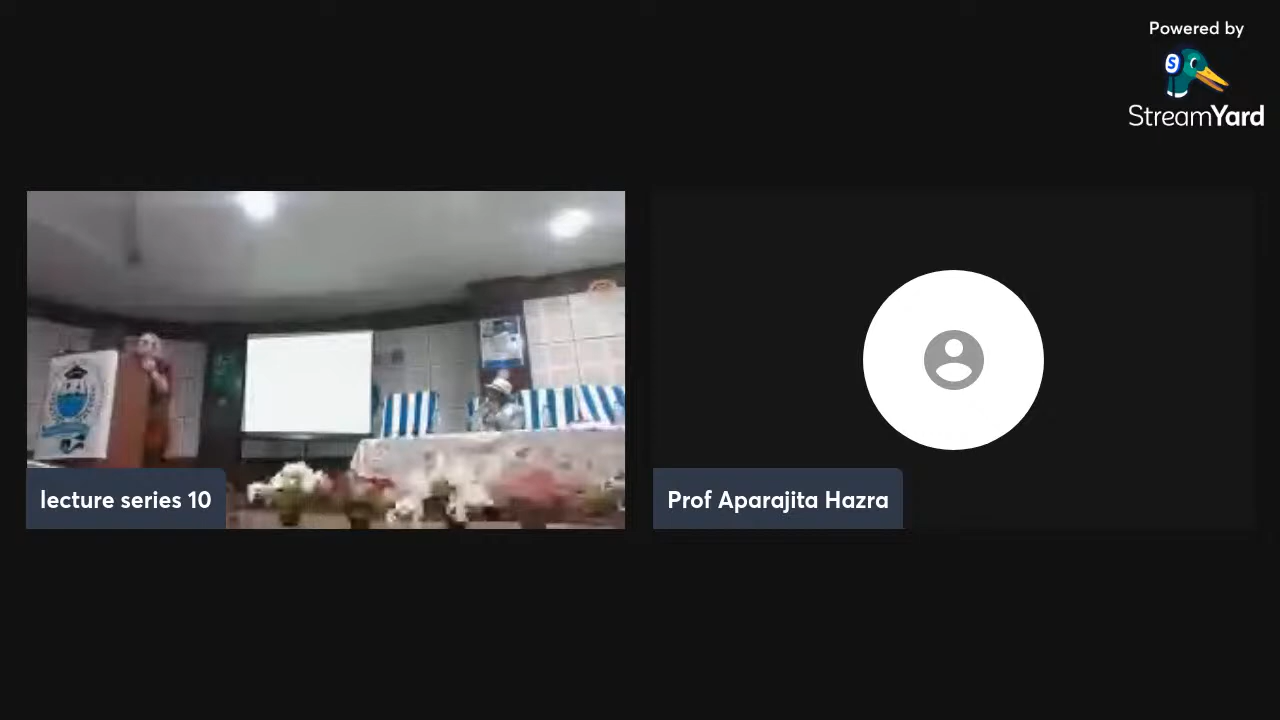 Powered by
S
StreamYard
lecture series 10
Prof Aparajita Hazra